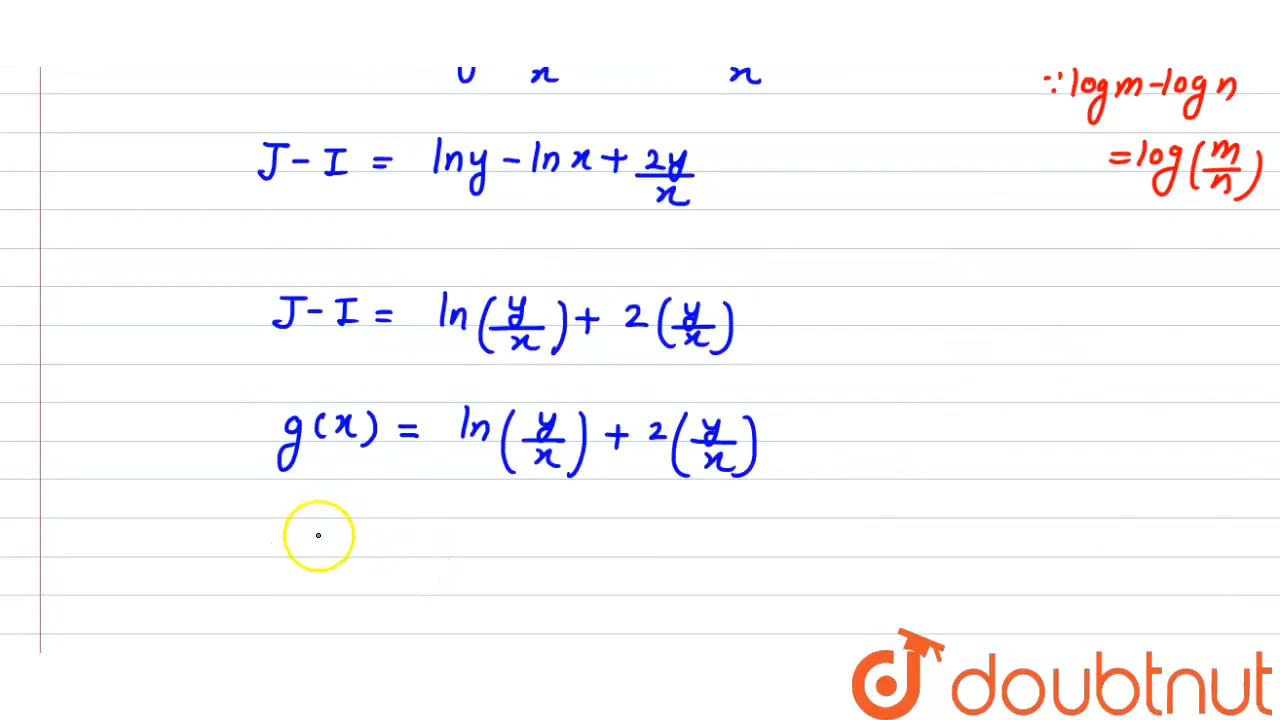 ∵ log m - log n
= log (m/n)
J - I = ln y - ln x + 2y/x
J - I = ln (y/x) + 2 (y/x)
g(x) = ln (y/x) + 2 (y/x)
doubtnut